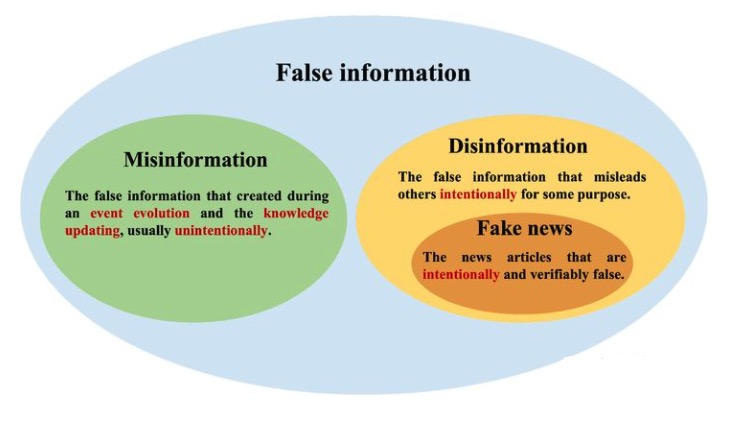 False information
Misinformation
The false information that created during
an event evolution and the knowledge
updating, usually unintentionally.
Disinformation
The false information that misleads
others intentionally for some purpose.
Fake news
The news articles that are
intentionally and verifiably false.